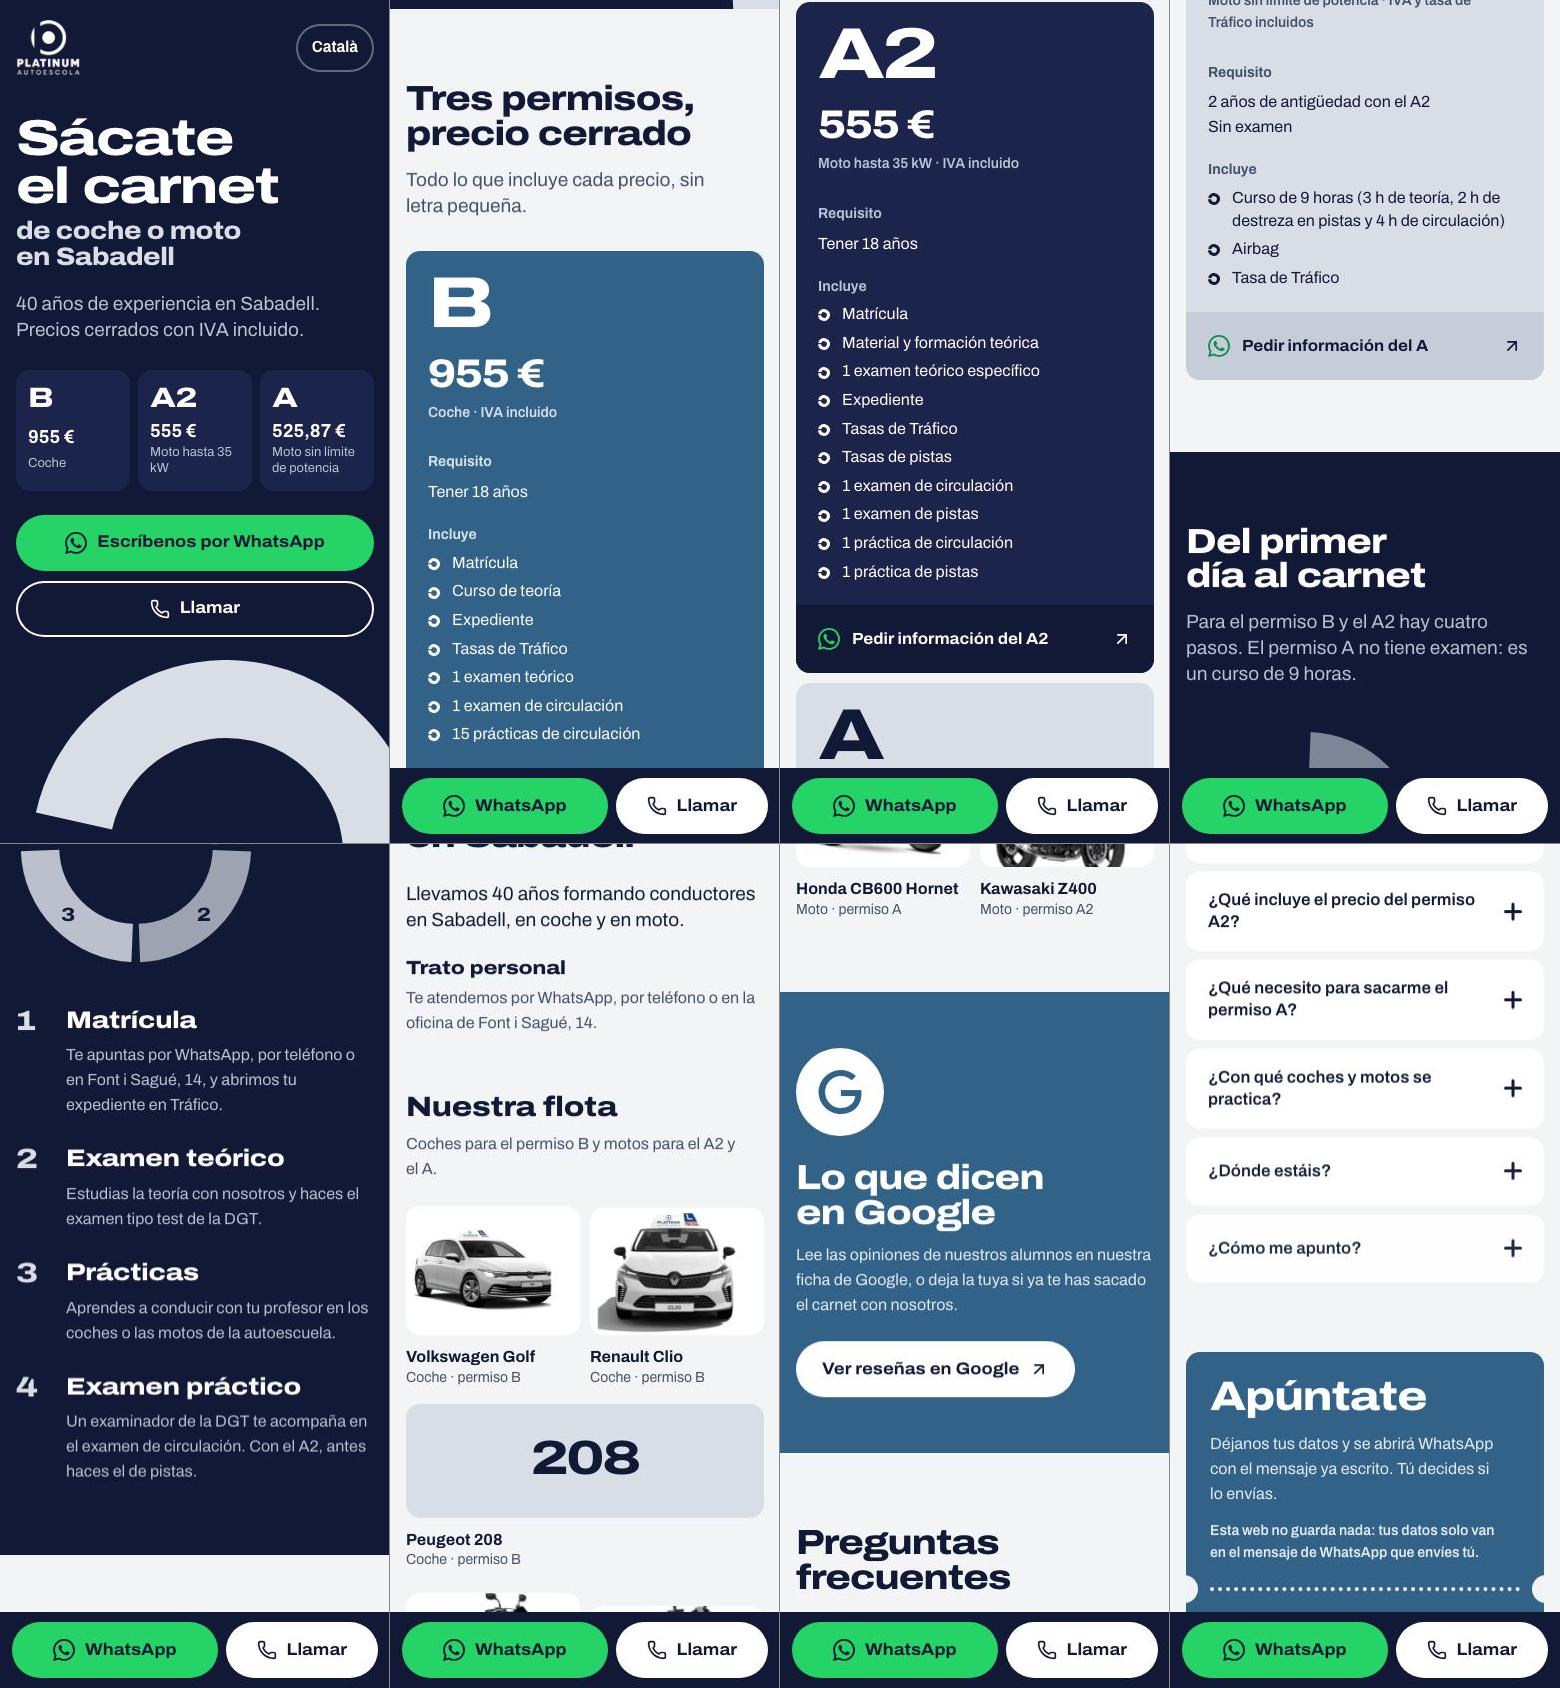 PLATINUM
AUTOESCOLA
Català
Sácate
el carnet
de coche o moto
en Sabadell
40 años de experiencia en Sabadell.
Precios cerrados con IVA incluido.
B
955 €
Coche
A2
555 €
Moto hasta 35
kW
A
525,87 €
Moto sin límite
de potencia
Escríbenos por WhatsApp
Llamar
Tres permisos,
precio cerrado
Todo lo que incluye cada precio, sin
letra pequeña.
B
955 €
Coche · IVA incluido
Requisito
Tener 18 años
Incluye
Matrícula
Curso de teoría
Expediente
Tasas de Tráfico
1 examen teórico
1 examen de circulación
15 prácticas de circulación
WhatsApp
Llamar
A2
555 €
Moto hasta 35 kW · IVA incluido
Requisito
Tener 18 años
Incluye
Matrícula
Material y formación teórica
1 examen teórico específico
Expediente
Tasas de Tráfico
Tasas de pistas
1 examen de circulación
1 examen de pistas
1 práctica de circulación
1 práctica de pistas
Pedir información del A2
A
WhatsApp
Llamar
Moto sin límite de potencia · IVA y tasa de
Tráfico incluidos
Requisito
2 años de antigüedad con el A2
Sin examen
Incluye
Curso de 9 horas (3 h de teoría, 2 h de
destreza en pistas y 4 h de circulación)
Airbag
Tasa de Tráfico
Pedir información del A
Del primer
día al carnet
Para el permiso B y el A2 hay cuatro
pasos. El permiso A no tiene examen: es
un curso de 9 horas.
WhatsApp
Llamar
3
2
1
Matrícula
Te apuntas por WhatsApp, por teléfono o
en Font i Sagué, 14, y abrimos tu
expediente en Tráfico.
2
Examen teórico
Estudias la teoría con nosotros y haces el
examen tipo test de la DGT.
3
Prácticas
Aprendes a conducir con tu profesor en los
coches o las motos de la autoescuela.
4
Examen práctico
Un examinador de la DGT te acompaña en
el examen de circulación. Con el A2, antes
haces el de pistas.
WhatsApp
Llamar
en Sabadell
Llevamos 40 años formando conductores
en Sabadell, en coche y en moto.
Trato personal
Te atendemos por WhatsApp, por teléfono o en la
oficina de Font i Sagué, 14.
Nuestra flota
Coches para el permiso B y motos para el A2 y
el A.
PLATINUM
L
CLIO
Volkswagen Golf
Coche · permiso B
Renault Clio
Coche · permiso B
208
Peugeot 208
Coche · permiso B
WhatsApp
Llamar
Honda CB600 Hornet
Moto · permiso A
Kawasaki Z400
Moto · permiso A2
G
Lo que dicen
en Google
Lee las opiniones de nuestros alumnos en nuestra
ficha de Google, o deja la tuya si ya te has sacado
el carnet con nosotros.
Ver reseñas en Google
Preguntas
frecuentes
WhatsApp
Llamar
¿Qué incluye el precio del permiso
A2?
¿Qué necesito para sacarme el
permiso A?
¿Con qué coches y motos se
practica?
¿Dónde estáis?
¿Cómo me apunto?
Apúntate
Déjanos tus datos y se abrirá WhatsApp
con el mensaje ya escrito. Tú decides si
lo envías.
Esta web no guarda nada: tus datos solo van
en el mensaje de WhatsApp que envíes tú.
WhatsApp
Llamar